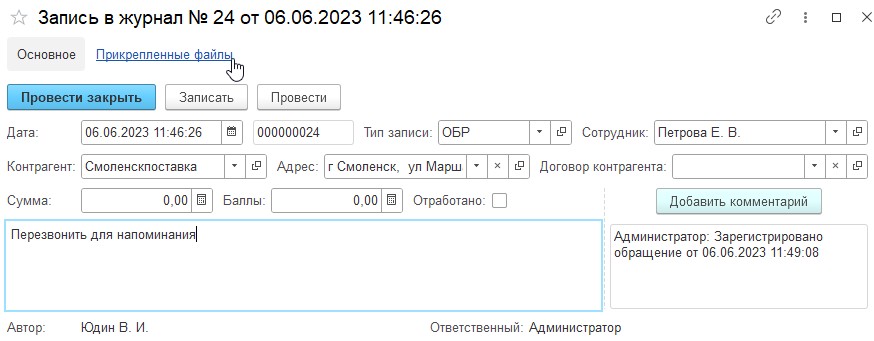 Запись в журнал № 24 от 06.06.2023 11:46:26
Основное Прикрепленные файлы
Провести закрыть Записать Провести
Дата: 06.06.2023 11:46:26 000000024 Тип записи: ОБР Сотрудник: Петрова Е. В.
Контрагент: Смоленскпоставка Адрес: г Смоленск, ул Марш Договор контрагента:
Сумма: 0,00 Баллы: 0,00 Отработано: Добавить комментарий
Перезвонить для напоминания
Администратор: Зарегистрировано
обращение от 06.06.2023 11:49:08
Автор: Юдин В. И. Ответственный: Администратор